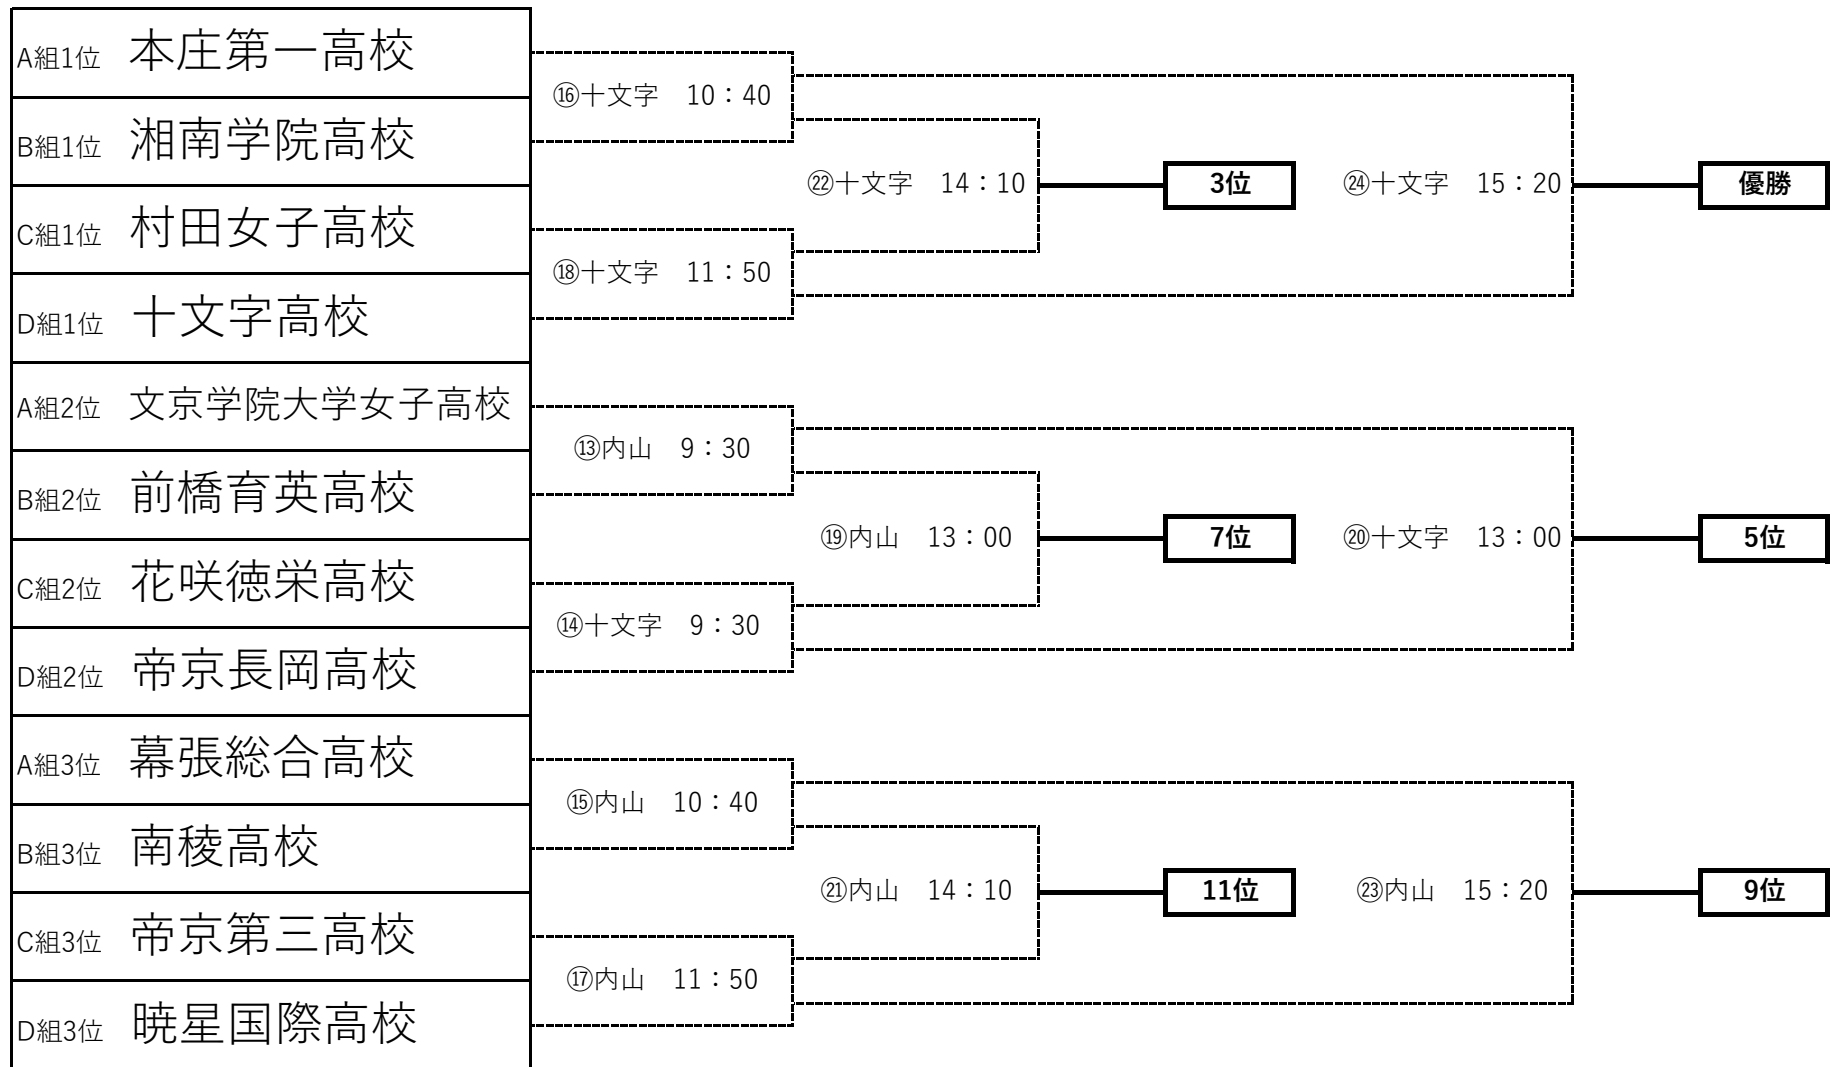 A組1位 本庄第一高校
⑯十文字 10：40
B組1位 湘南学院高校
㉒十文字 14：10 3位 ㉔十文字 15：20 優勝
C組1位 村田女子高校
⑱十文字 11：50
D組1位 十文字高校
A組2位 文京学院大学女子高校
⑬内山 9：30
B組2位 前橋育英高校
⑲内山 13：00 7位 ⑳十文字 13：00 5位
C組2位 花咲徳栄高校
⑭十文字 9：30
D組2位 帝京長岡高校
A組3位 幕張総合高校
⑮内山 10：40
B組3位 南稜高校
㉑内山 14：10 11位 ㉓内山 15：20 9位
C組3位 帝京第三高校
⑰内山 11：50
D組3位 暁星国際高校